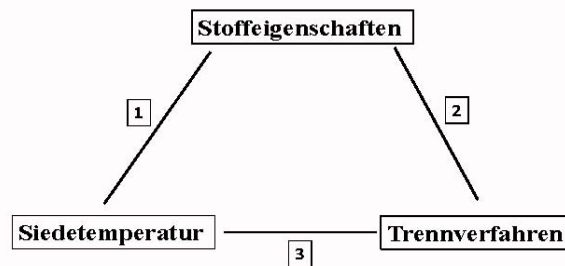 Stoffeigenschaften
1
2
Siedetemperatur
Trennverfahren
3